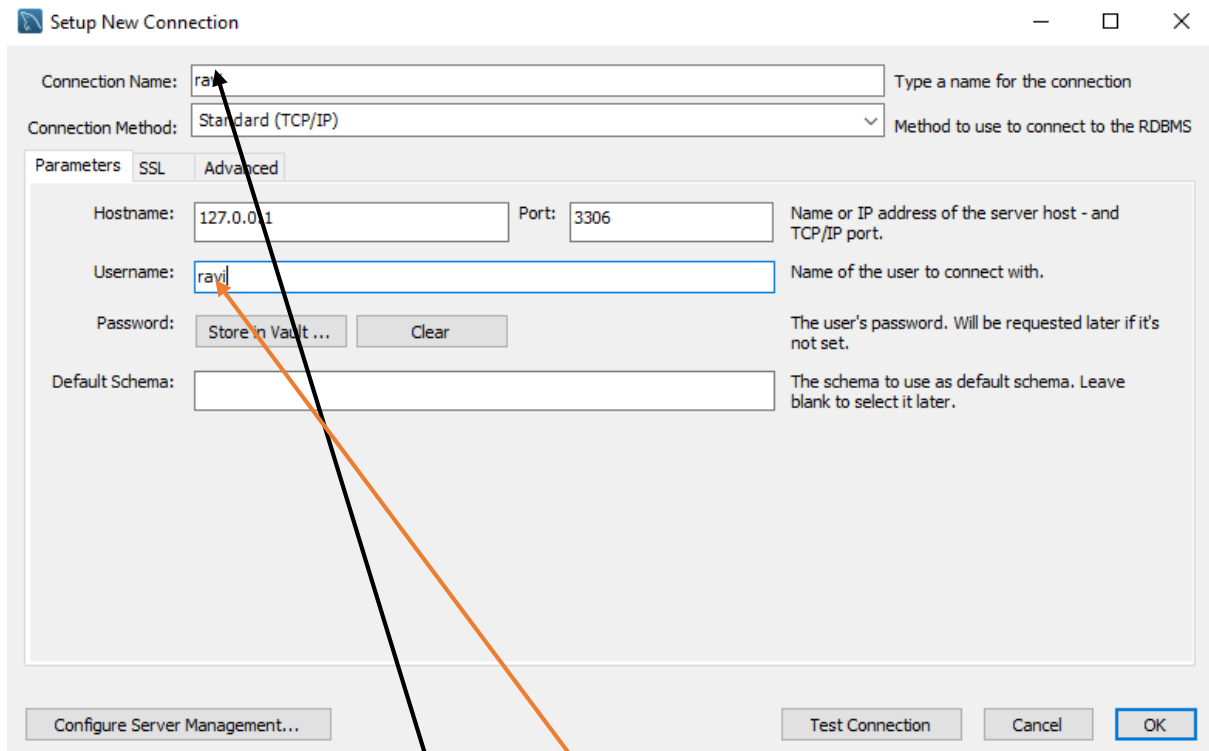 Setup New Connection
Connection Name: ravi Type a name for the connection
Connection Method: Standard (TCP/IP) Method to use to connect to the RDBMS
Parameters SSL Advanced
Hostname: 127.0.0.1 Port: 3306 Name or IP address of the server host - and
TCP/IP port.
Username: ravi Name of the user to connect with.
Password: Store in Vault ... Clear The user's password. Will be requested later if it's
not set.
Default Schema: The schema to use as default schema. Leave
blank to select it later.
Configure Server Management... Test Connection Cancel OK